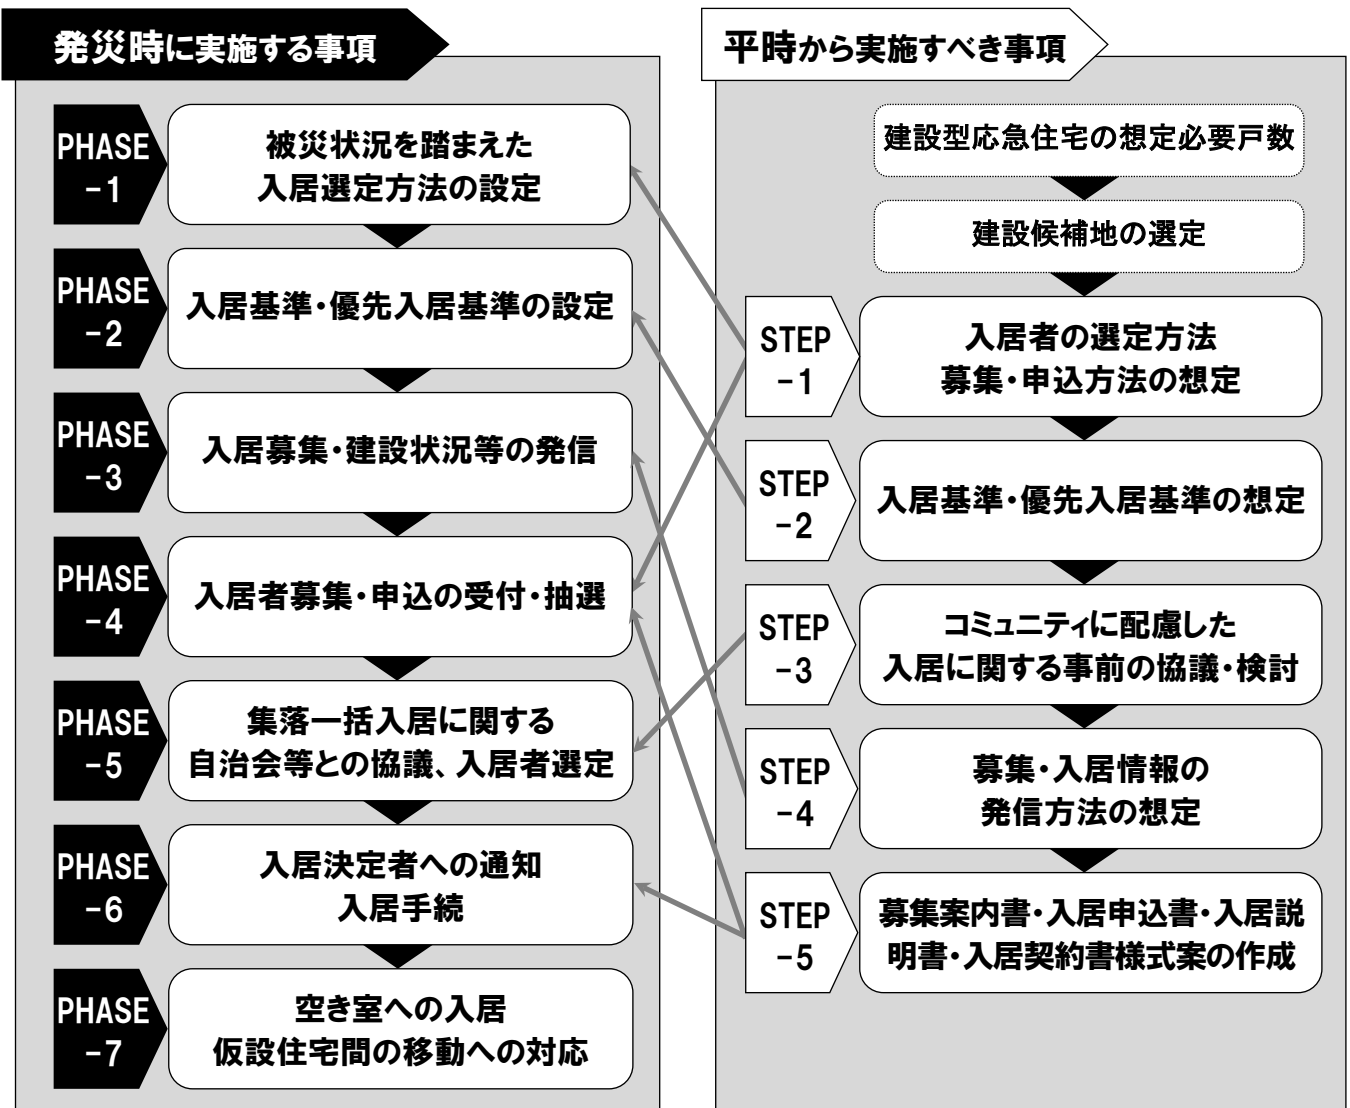 発災時に実施する事項
PHASE
-1
被災状況を踏まえた
入居選定方法の設定
PHASE
-2
入居基準・優先入居基準の設定
PHASE
-3
入居募集・建設状況等の発信
PHASE
-4
入居者募集・申込の受付・抽選
PHASE
-5
集落一括入居に関する
自治会等との協議、入居者選定
PHASE
-6
入居決定者への通知
入居手続
PHASE
-7
空き室への入居
仮設住宅間の移動への対応
平時から実施すべき事項
建設型応急住宅の想定必要戸数
建設候補地の選定
STEP
-1
入居者の選定方法
募集・申込方法の想定
STEP
-2
入居基準・優先入居基準の想定
STEP
-3
コミュニティに配慮した
入居に関する事前の協議・検討
STEP
-4
募集・入居情報の
発信方法の想定
STEP
-5
募集案内書・入居申込書・入居説
明書・入居契約書様式案の作成